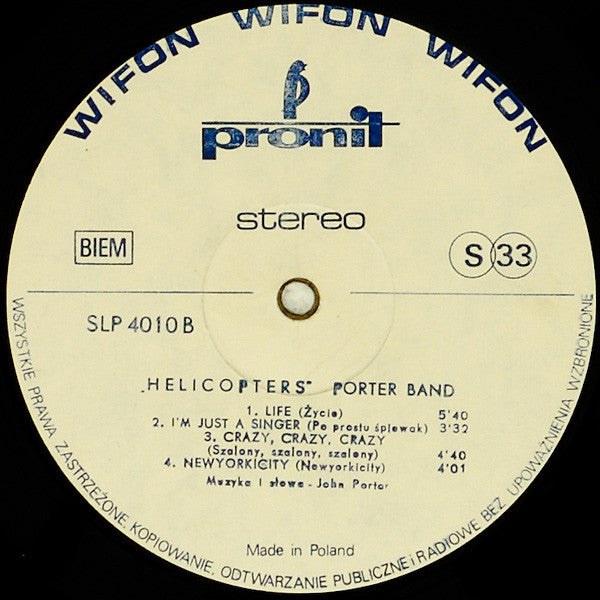 WIFON WIFON WIFON
pronit
stereo
BIEM
S 33
SLP 4010 B
„HELICOPTERS" PORTER BAND
1. LIFE (Życie) 5'40
2. I'M JUST A SINGER (Po prostu śpiewak) 3'32
3. CRAZY, CRAZY, CRAZY
(Szalony, szalony, szalony) 4'40
4. NEWYORKICITY (Newyorkicity) 4'01
Muzyka i słowa - John Porter
Made in Poland
WSZYSTKIE PRAWA ZASTRZEŻONE. KOPIOWANIE, ODTWARZANIE PUBLICZNE i RADIOWE BEZ UPOWAŻNIENIA WZBRONIONE